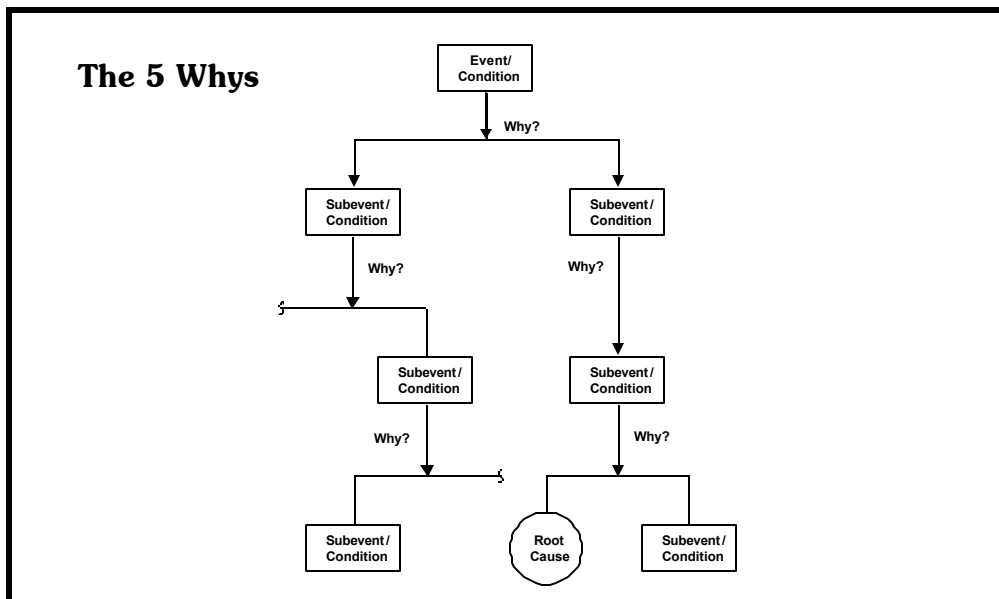 The 5 Whys
Event/
Condition
Why?
Subevent/
Condition
Subevent/
Condition
Why?
Why?
Subevent/
Condition
Subevent/
Condition
Why?
Why?
Subevent/
Condition
Root
Cause
Subevent/
Condition